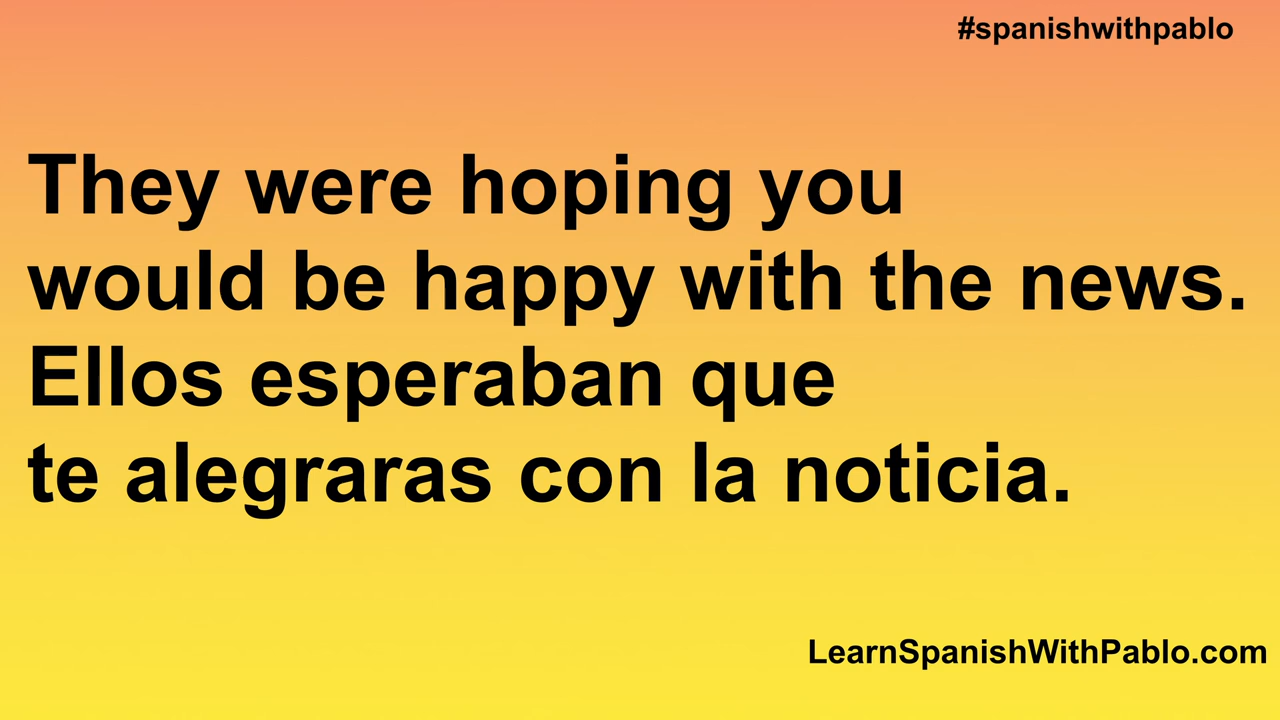 #spanishwithpablo
They were hoping you
would be happy with the news.
Ellos esperaban que
te alegraras con la noticia.
LearnSpanishWithPablo.com